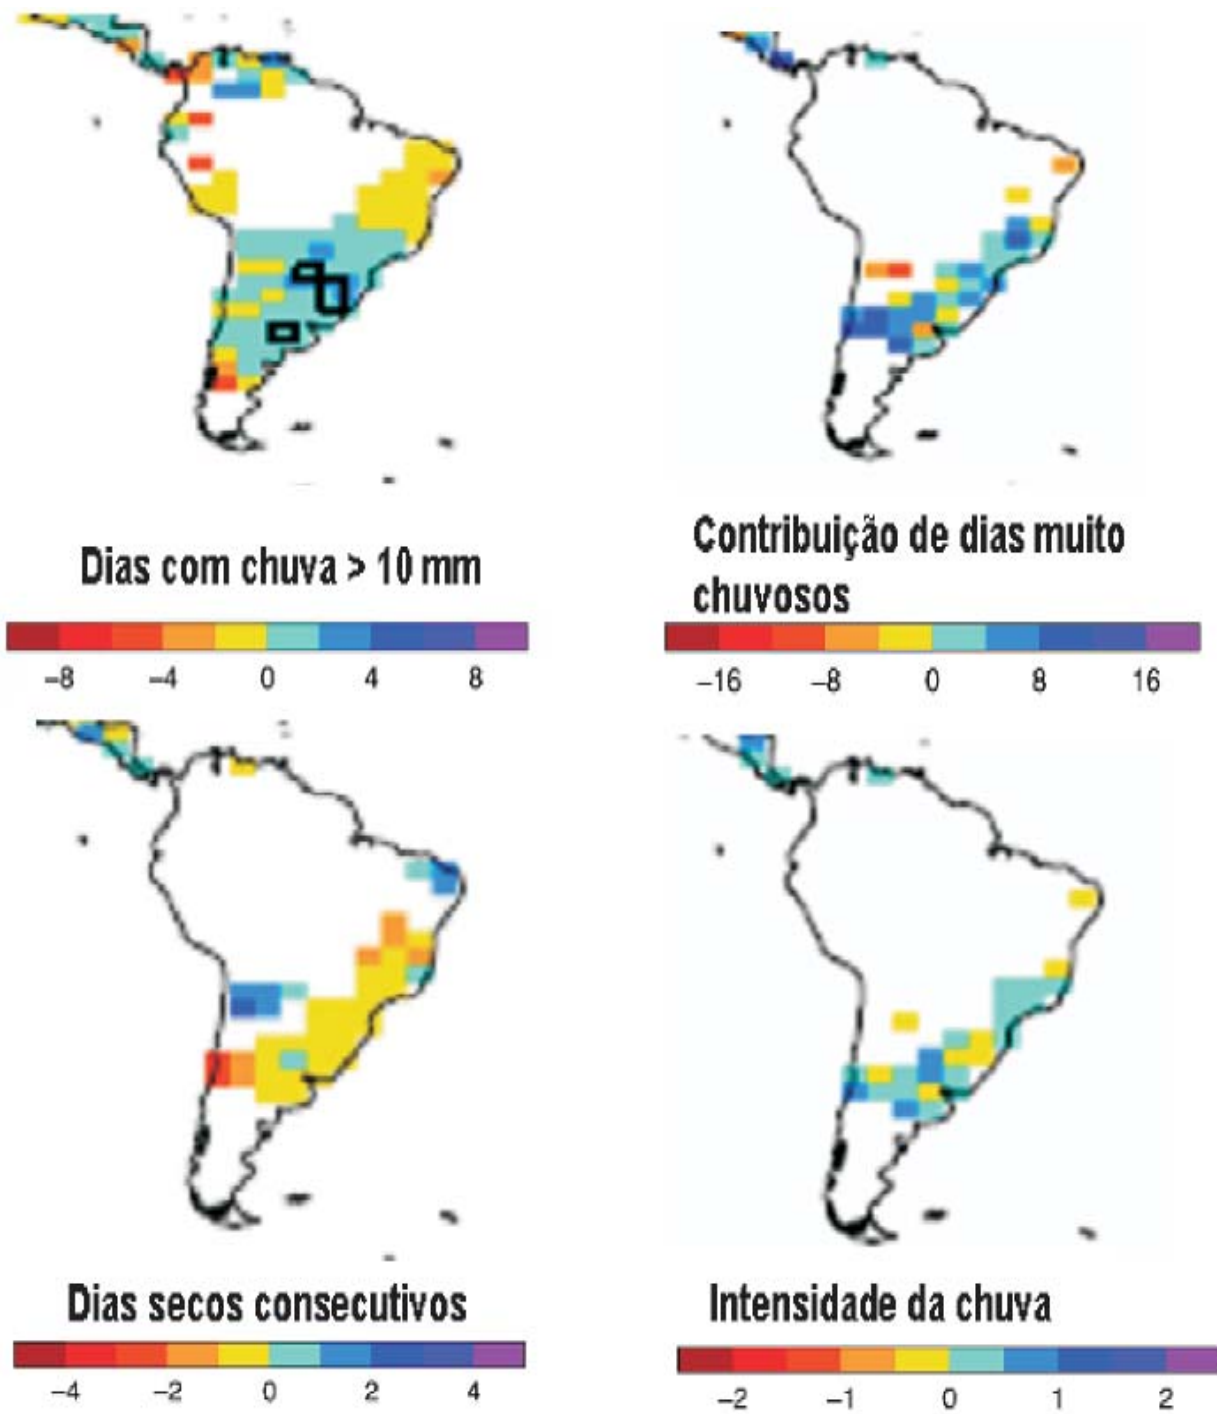 Dias com chuva > 10 mm
−8 −4 0 4 8
Contribuição de dias muito
chuvosos
−16 −8 0 8 16
Dias secos consecutivos
−4 −2 0 2 4
Intensidade da chuva
−2 −1 0 1 2